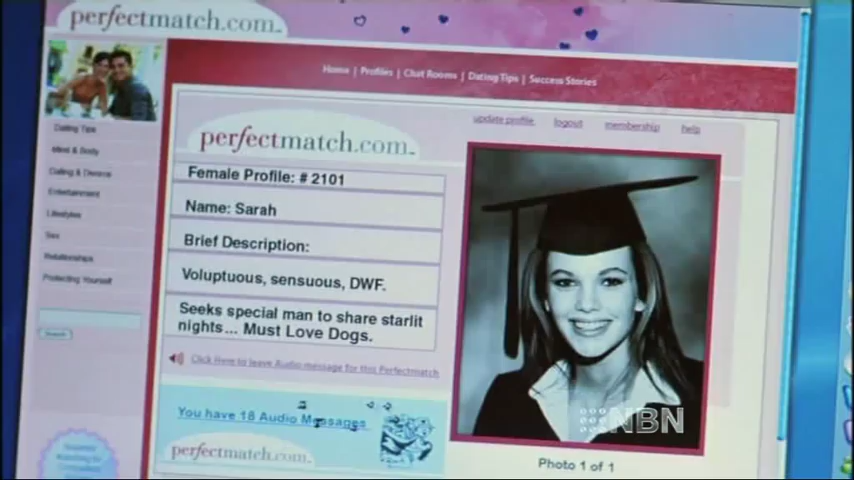 perfectmatch.com
Home | Profiles | Chat Rooms | Dating Tips | Success Stories
update profile logout membership help
Dating Tips
Mind & Body
Dating & Divorce
Entertainment
Lifestyles
Sex
Relationships
Protecting Yourself
Search
perfectmatch.com
Female Profile: # 2101
Name: Sarah
Brief Description:
Voluptuous, sensuous, DWF.
Seeks special man to share starlit
nights... Must Love Dogs.
Click Here to leave Audio message for this Perfectmatch
You have 18 Audio Messages
perfectmatch.com
NBN
Photo 1 of 1